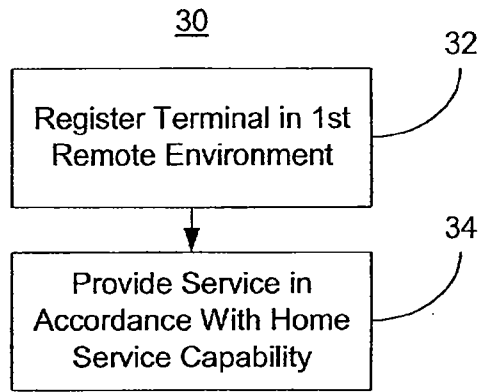 30
32
Register Terminal in 1st
Remote Environment
34
Provide Service in
Accordance With Home
Service Capability